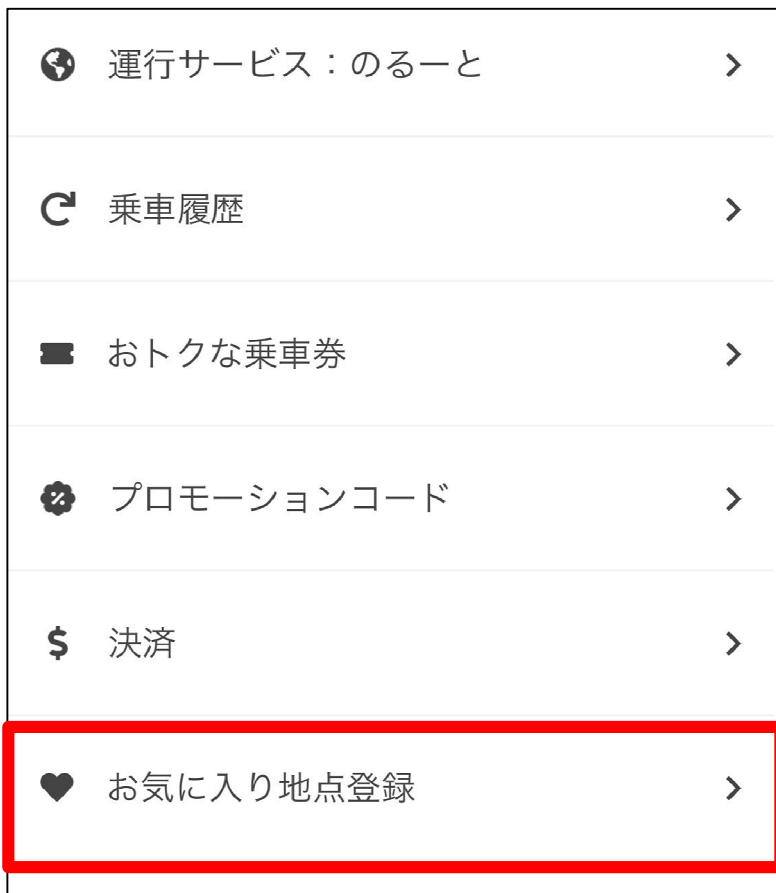 運行サービス：のるーと
乗車履歴
おトクな乗車券
プロモーションコード
決済
お気に入り地点登録